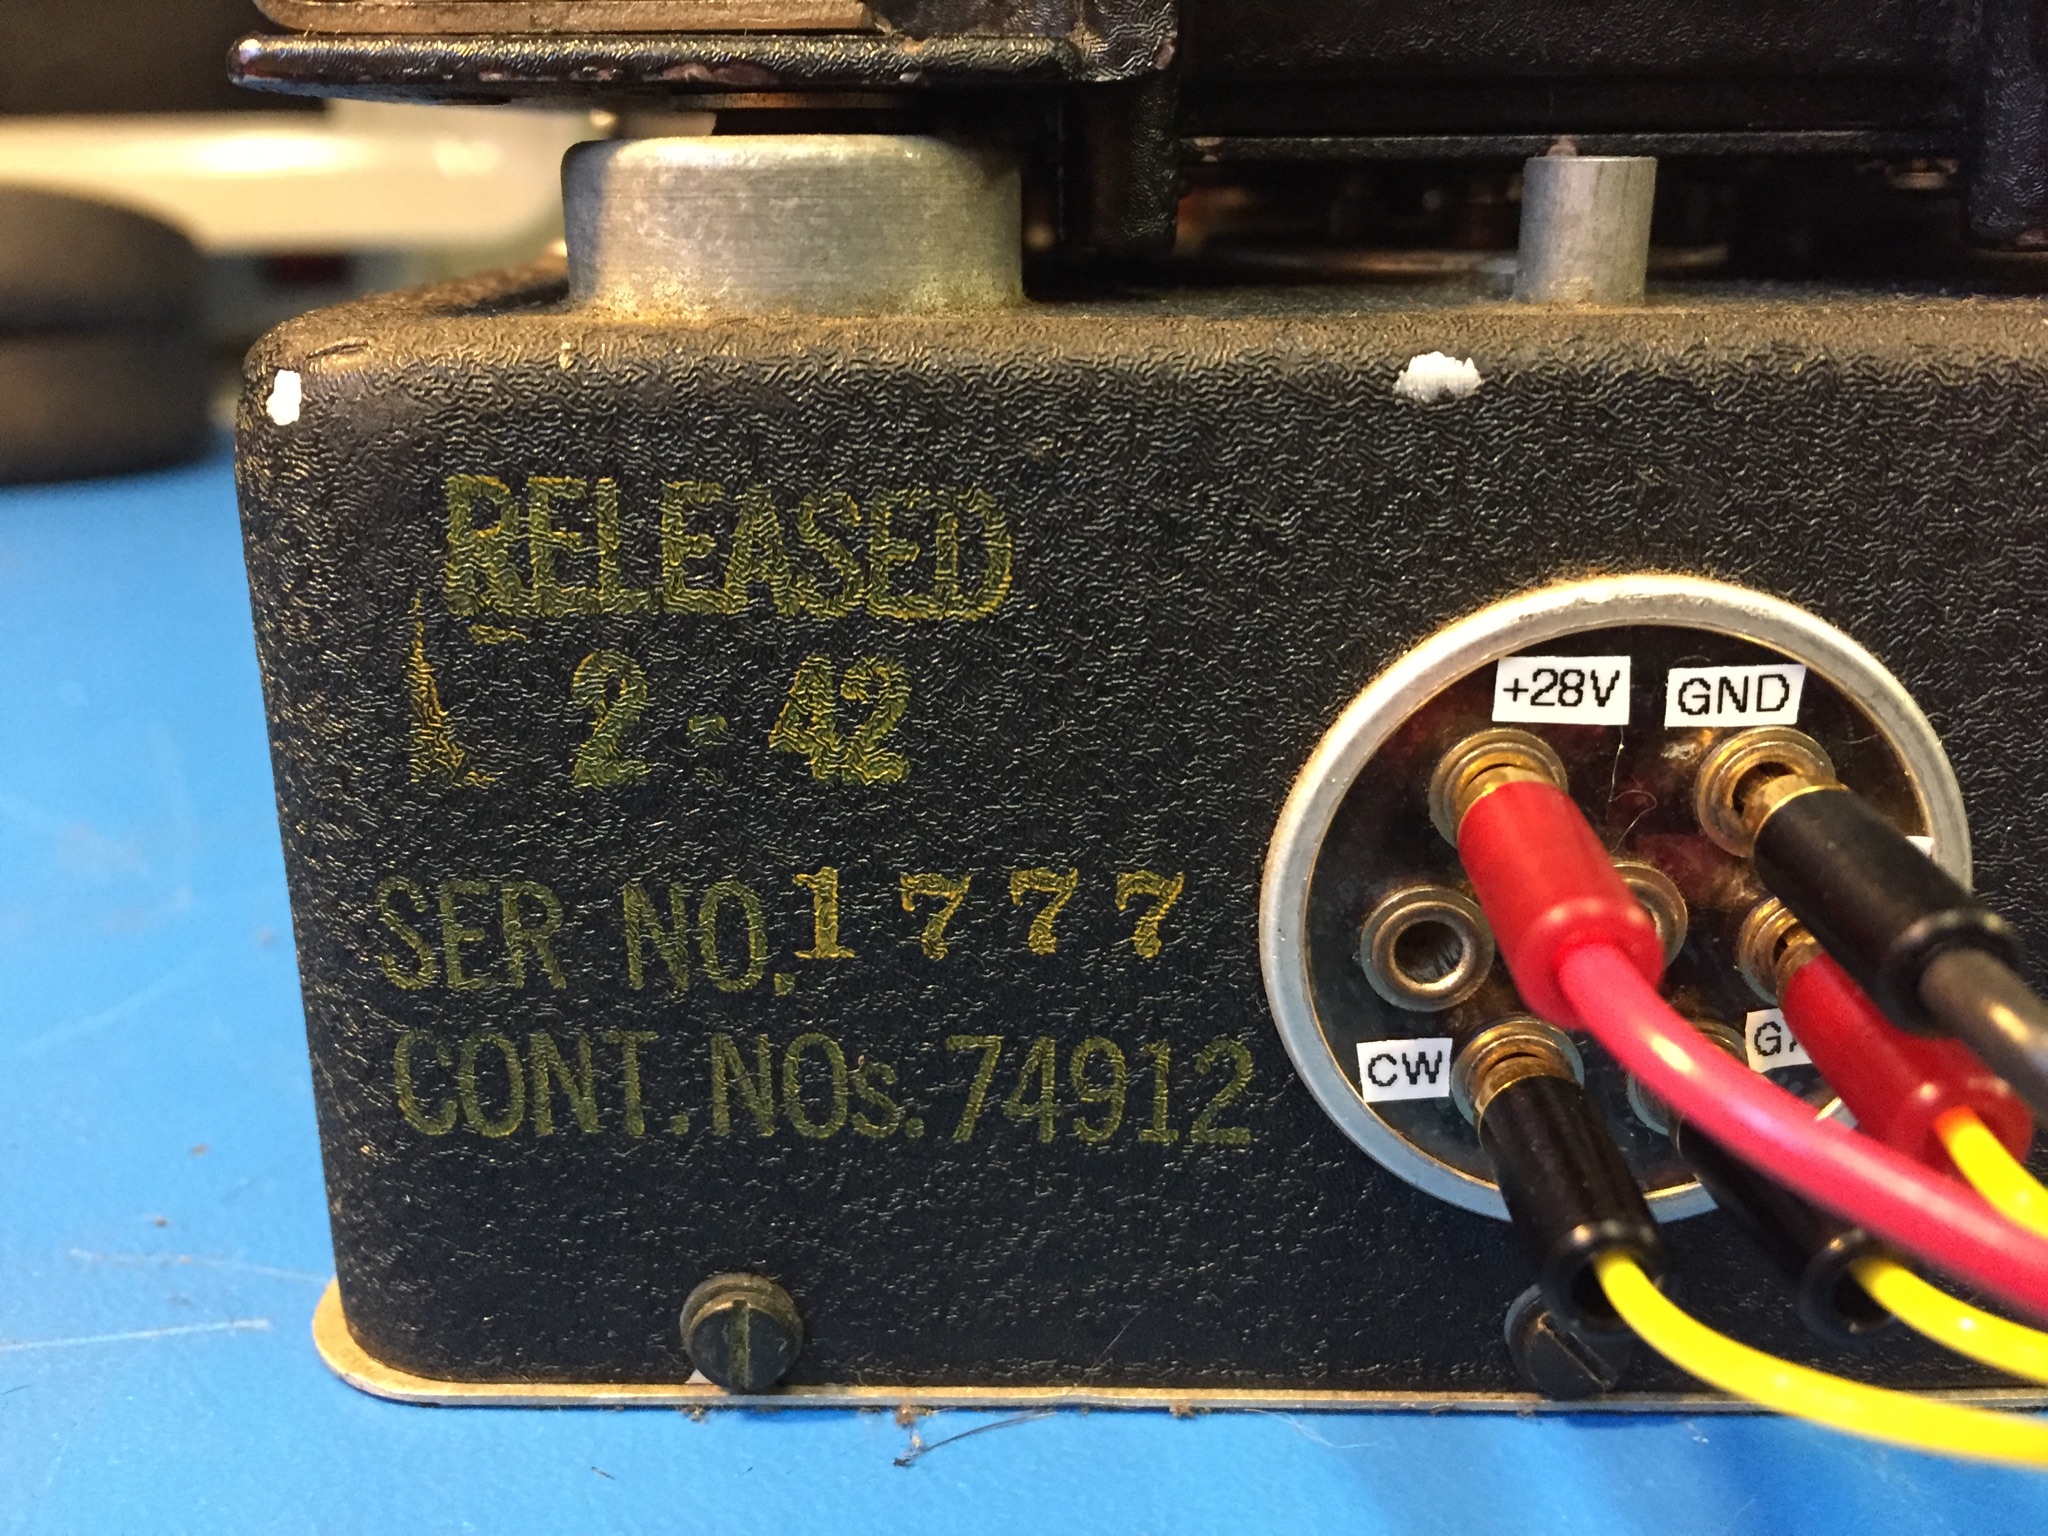 RELEASED
2-42
SER NO. 1777
CONT. NOs. 74912
+28V
GND
CW